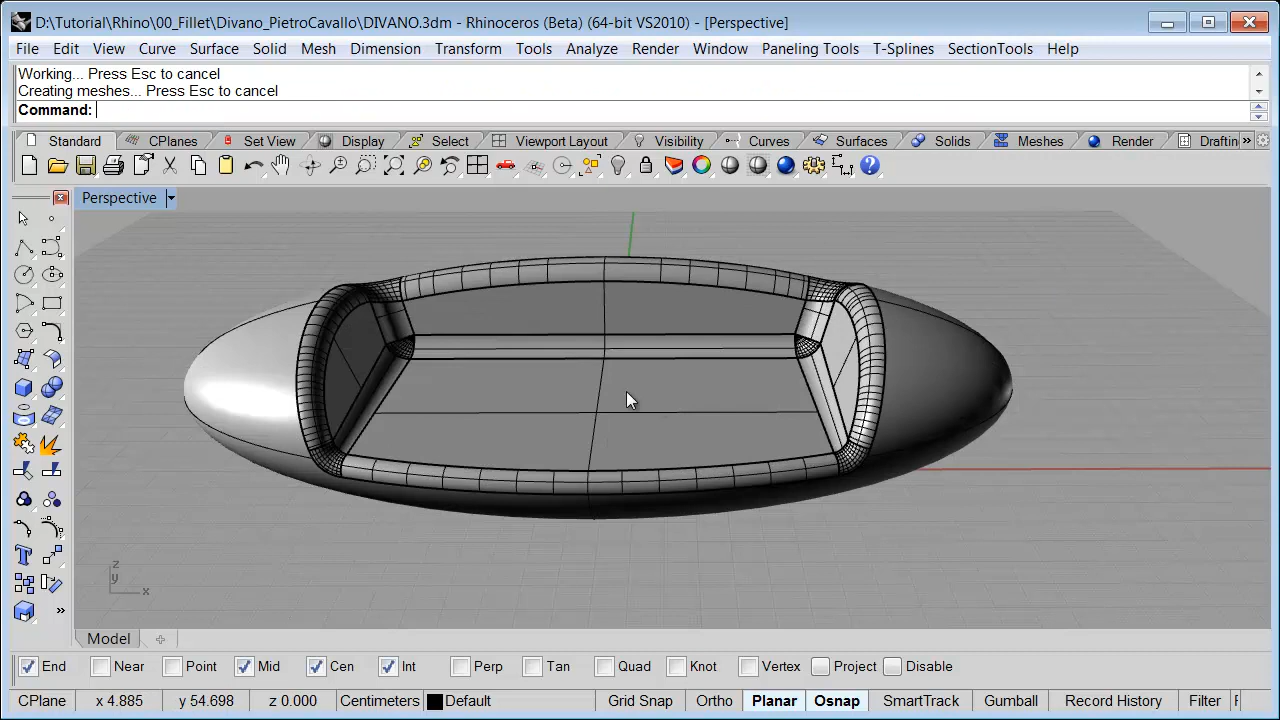 D:\Tutorial\Rhino\00_Fillet\Divano_PietroCavallo\DIVANO.3dm - Rhinoceros (Beta) (64-bit VS2010) - [Perspective]
File Edit View Curve Surface Solid Mesh Dimension Transform Tools Analyze Render Window Paneling Tools T-Splines SectionTools Help
Working... Press Esc to cancel
Creating meshes... Press Esc to cancel
Command:
Standard CPlanes Set View Display Select Viewport Layout Visibility Curves Surfaces Solids Meshes Render Draftin »
Perspective
z
y x
»
Model
End Near Point Mid Cen Int Perp Tan Quad Knot Vertex Project Disable
CPlane x 4.885 y 54.698 z 0.000 Centimeters Default Grid Snap Ortho Planar Osnap SmartTrack Gumball Record History Filter